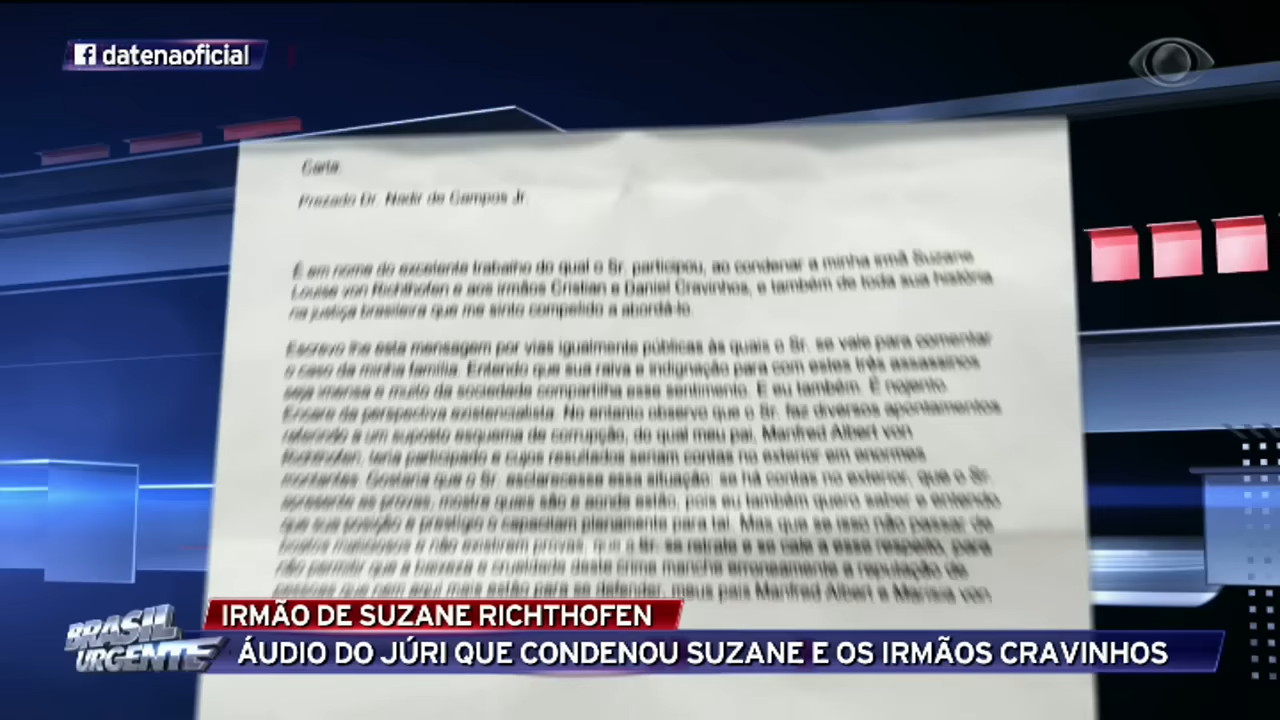 datenaoficial
Carta.
Prezado Dr. Nadir de Campos Jr.
É em nome do excelente trabalho do qual o Sr. participou, ao condenar a minha irmã Suzane
Louise von Richthofen e aos irmãos Cristian e Daniel Cravinhos, e também de toda sua história
na justiça brasileira que me sinto compelido a abordá-lo.
Escrevo lhe esta mensagem por vias igualmente públicas às quais o Sr. se vale para comentar
o caso da minha família. Entendo que sua raiva e indignação para com estes três assassinos
seja imensa e muito da sociedade compartilha esse sentimento. E eu também. É nojento.
Encare da perspectiva existencialista. No entanto observo que o Sr. faz diversos apontamentos
referindo a um suposto esquema de corrupção, do qual meu pai, Manfred Albert von
Richthofen, teria participado e cujos resultados seriam contas no exterior em enormes
montantes. Gostaria que o Sr. esclarecesse essa situação: se há contas no exterior, que o Sr.
apresente as provas, mostre quais são e aonde estão, pois eu também quero saber e entendo
que sua posição e prestígio o capacitam plenamente para tal. Mas que se isso não passar de
boatos maliciosos e não existirem provas, que o Sr. se retrate e se cale a esse respeito, para
não permitir que a baixeza e crueldade deste crime manche erroneamente a reputação de
pessoas que nem aqui mais estão para se defender, meus pais Manfred Albert e Marísia von
IRMÃO DE SUZANE RICHTHOFEN
BRASIL
URGENTE
ÁUDIO DO JÚRI QUE CONDENOU SUZANE E OS IRMÃOS CRAVINHOS